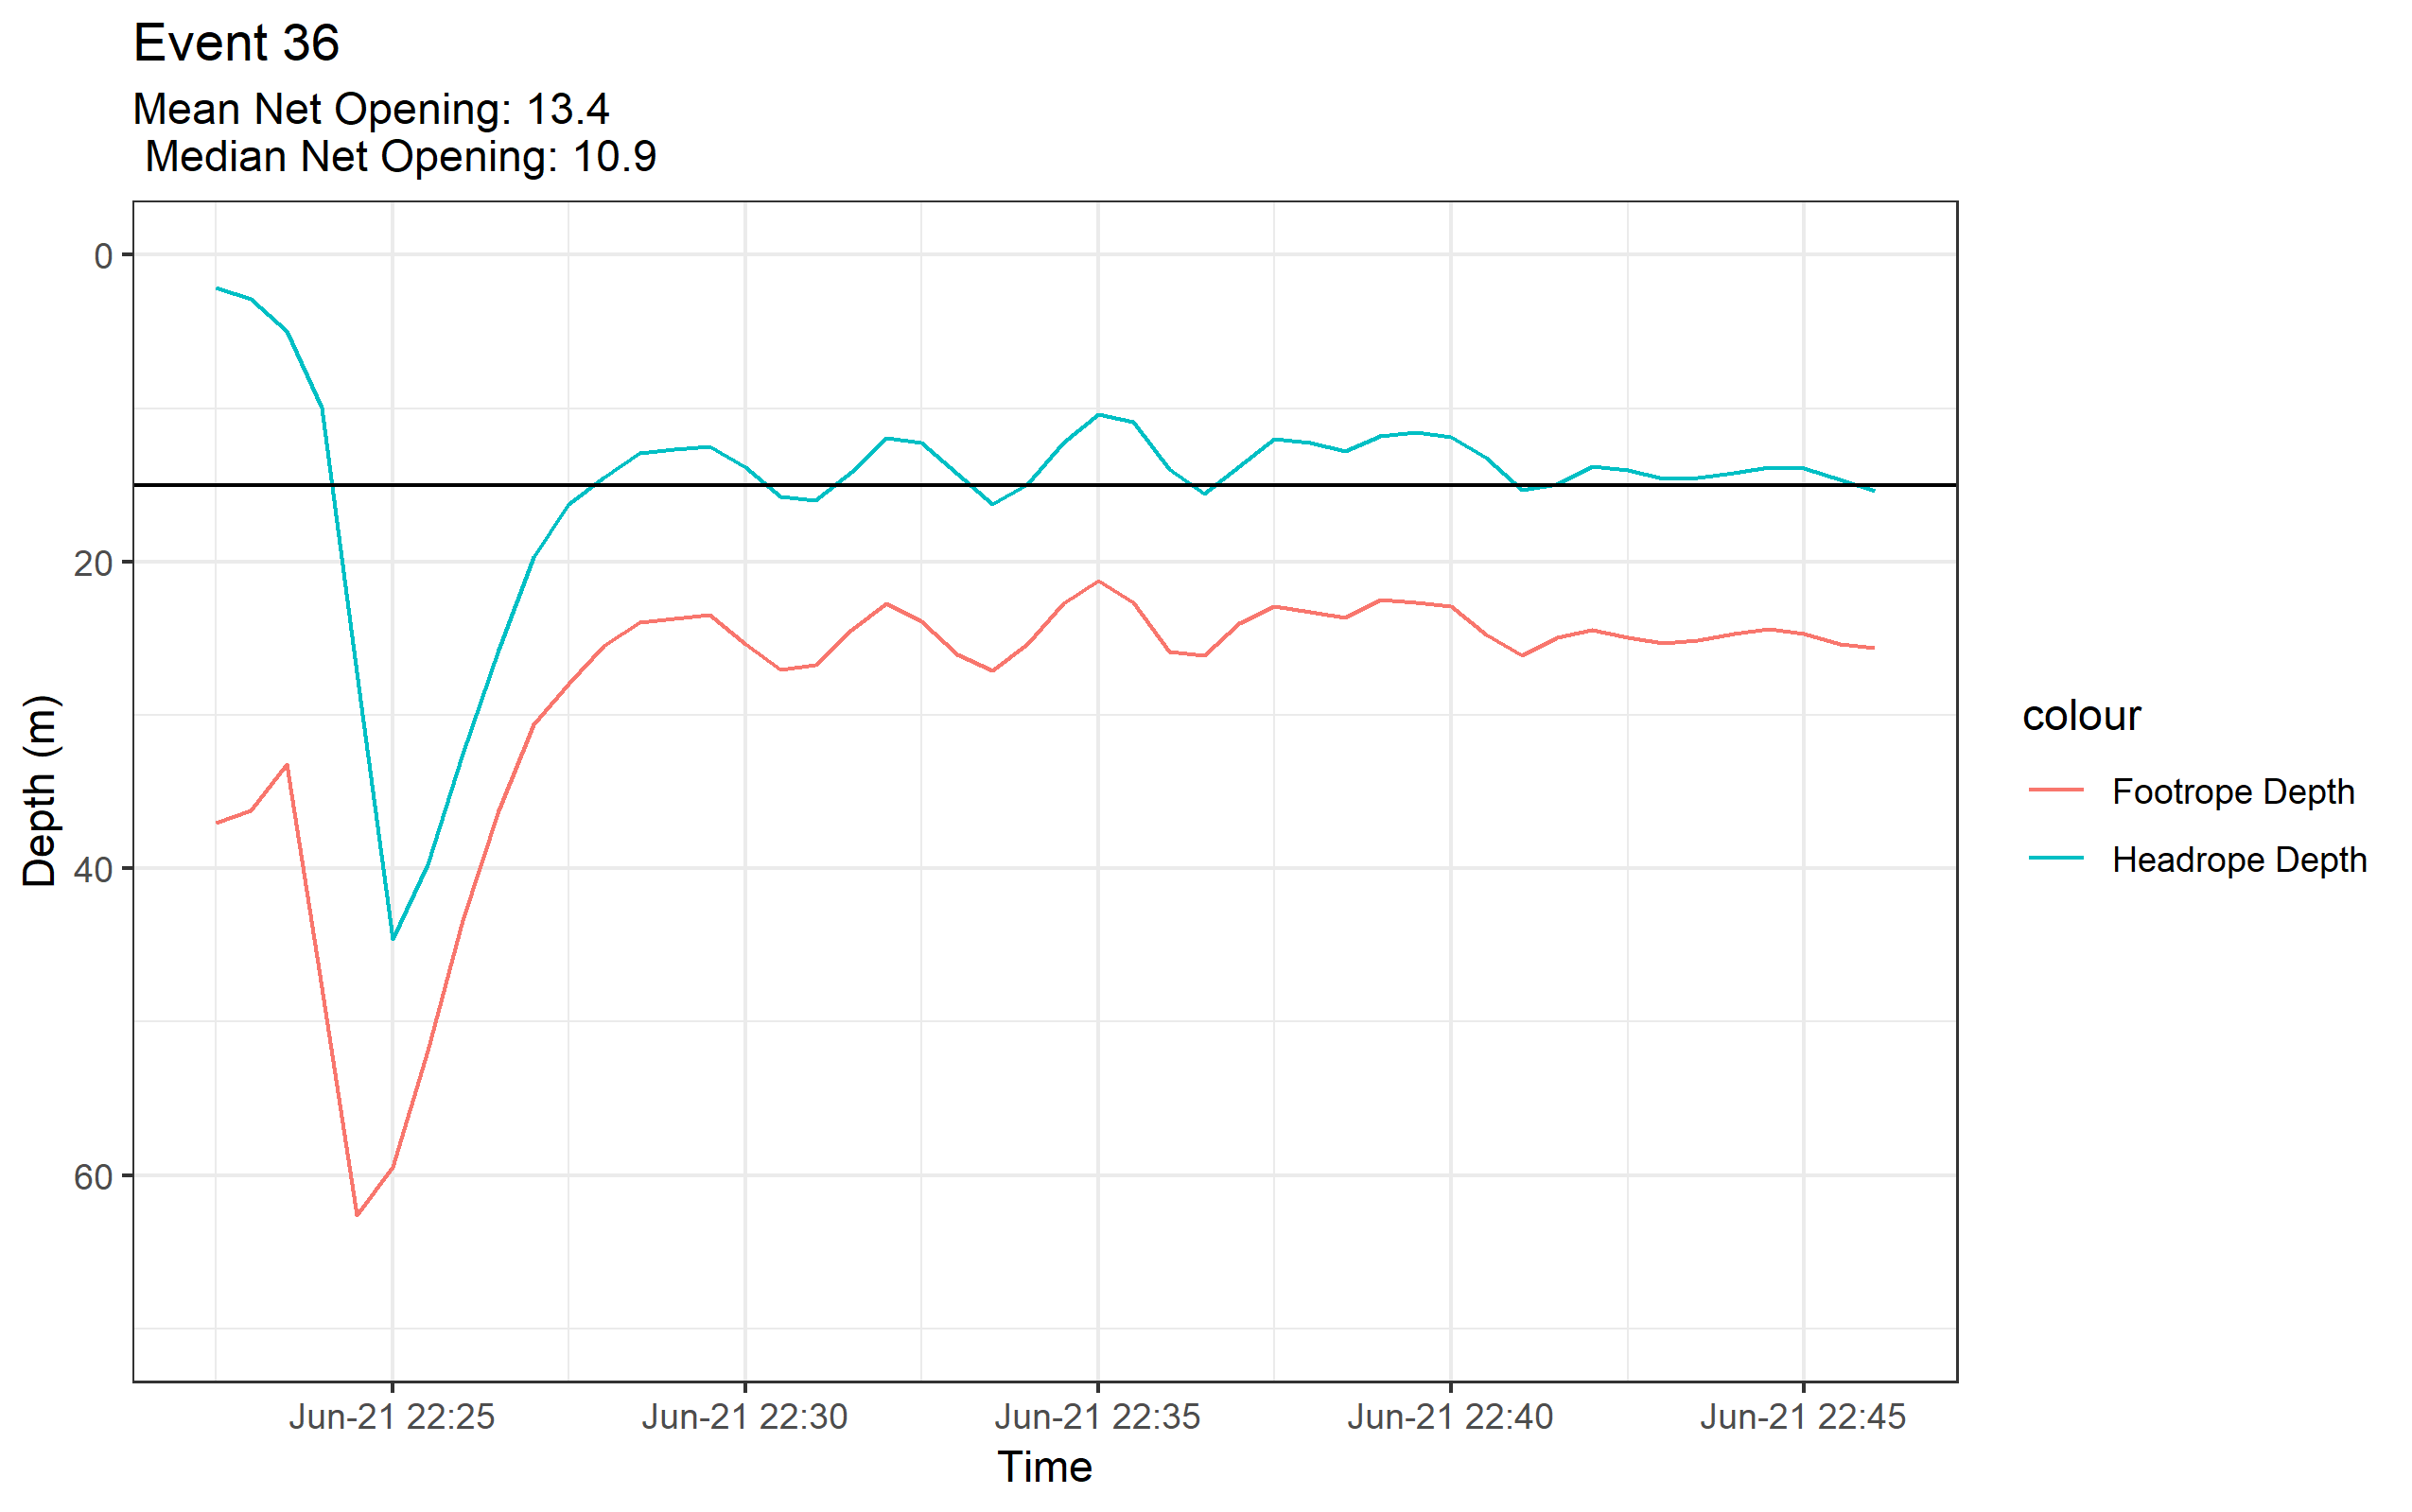 Event 36
Mean Net Opening: 13.4
Median Net Opening: 10.9
0
20
40
60
Depth (m)
Jun-21 22:25
Jun-21 22:30
Jun-21 22:35
Jun-21 22:40
Jun-21 22:45
Time
colour
Footrope Depth
Headrope Depth